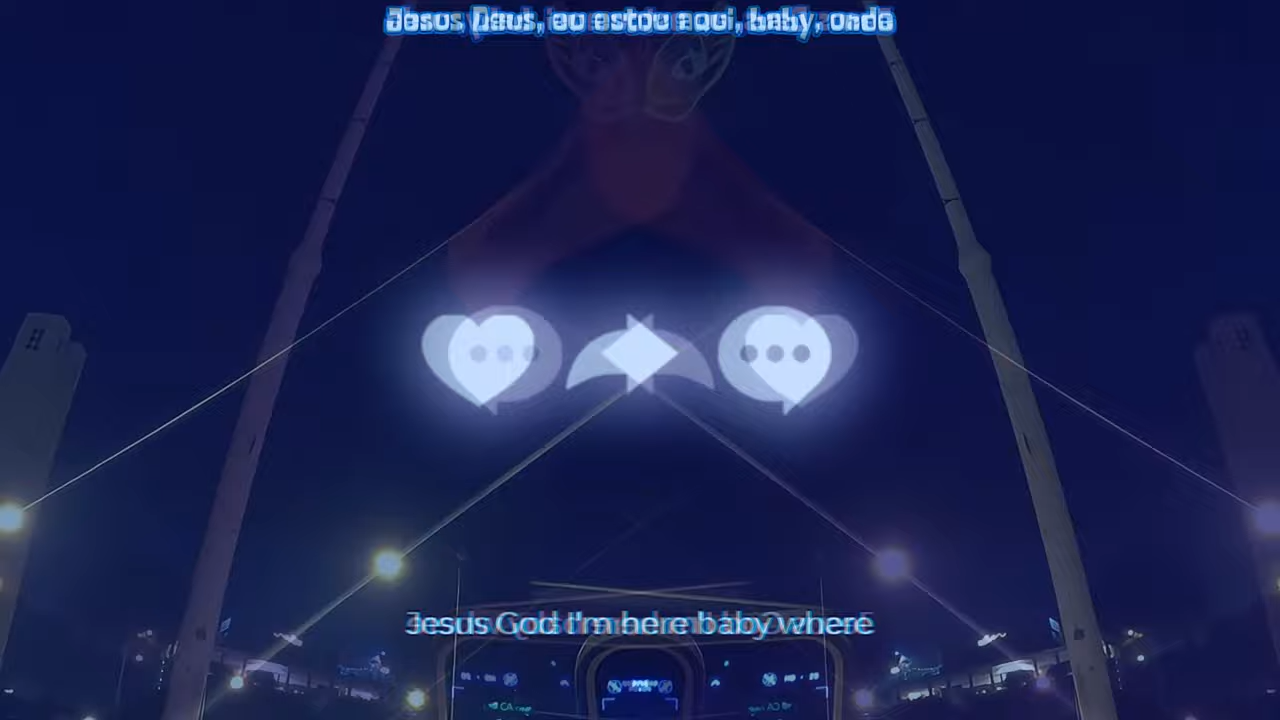 Jesus Deus, eu estou aqui, baby, onde
Jesus God I'm here baby where